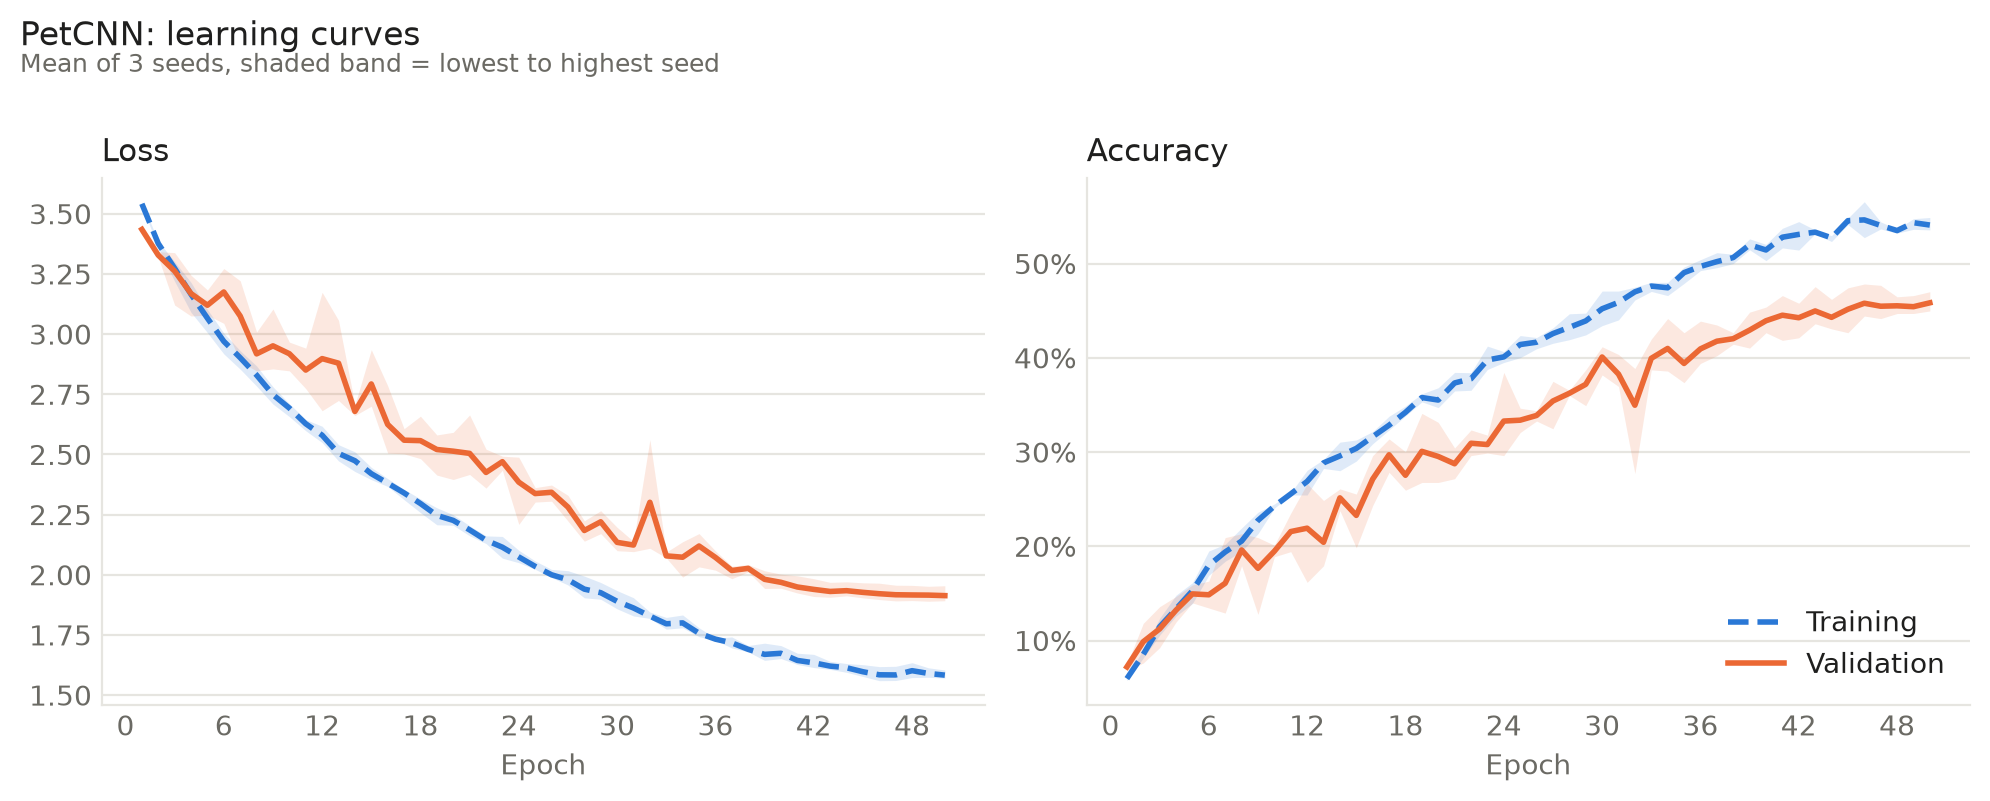 PetCNN: learning curves
Mean of 3 seeds, shaded band = lowest to highest seed
Loss
3.50
3.25
3.00
2.75
2.50
2.25
2.00
1.75
1.50
0 6 12 18 24 30 36 42 48
Epoch
Accuracy
50%
40%
30%
20%
10%
Training
Validation
0 6 12 18 24 30 36 42 48
Epoch